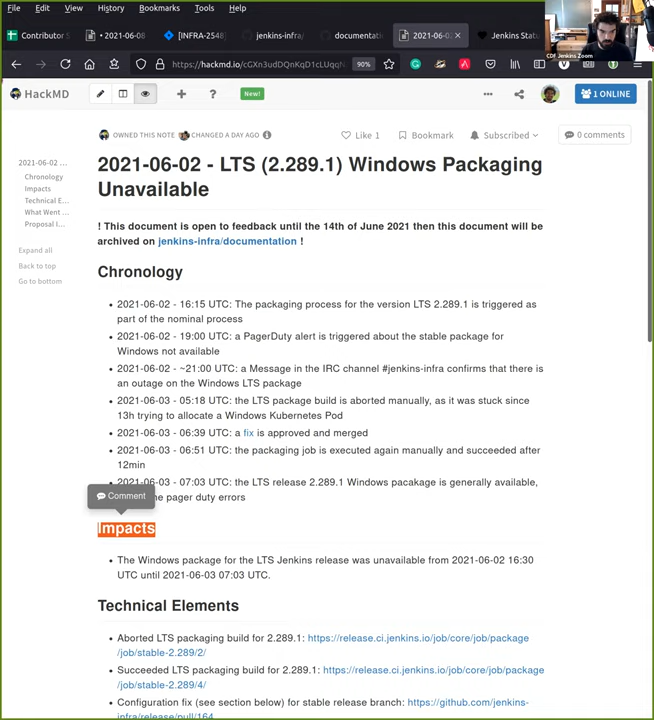 File Edit View History Bookmarks Tools Help
Contributor S
2021-06-08
[INFRA-2548]
jenkins-infra/
documentati
2021-06-
Jenkins Statu
CDF Jenkins Zoom
https://hackmd.io/
90%
HackMD
New!
1 ONLINE
OWNED THIS NOTE CHANGED A DAY AGO
Like 1
Bookmark
Subscribed
0 comments
2021-06-02 ...
Chronology
Impacts
Technical E...
What Went ...
Proposal I...
Expand all
Back to top
Go to bottom
2021-06-02 - LTS (2.289.1) Windows Packaging
Unavailable
! This document is open to feedback until the 14th of June 2021 then this document will be
archived on jenkins-infra/documentation !
Chronology
• 2021-06-02 - 16:15 UTC: The packaging process for the version LTS 2.289.1 is triggered as
part of the nominal process
• 2021-06-02 - 19:00 UTC: a PagerDuty alert is triggered about the stable package for
Windows not available
• 2021-06-02 - ~21:00 UTC: a Message in the IRC channel #jenkins-infra confirms that there is
an outage on the Windows LTS package
• 2021-06-03 - 05:18 UTC: the LTS package build is aborted manually, as it was stuck since
13h trying to allocate a Windows Kubernetes Pod
• 2021-06-03 - 06:39 UTC: a fix is approved and merged
• 2021-06-03 - 06:51 UTC: the packaging job is executed again manually and succeeded after
12min
2021-06-03 - 07:03 UTC: the LTS release 2.289.1 Windows pacakage is generally available,
the pager duty errors
Comment
Impacts
• The Windows package for the LTS Jenkins release was unavailable from 2021-06-02 16:30
UTC until 2021-06-03 07:03 UTC.
Technical Elements
• Aborted LTS packaging build for 2.289.1: https://release.ci.jenkins.io/job/core/job/package
/job/stable-2.289/2/
• Succeeded LTS packaging build for 2.289.1: https://release.ci.jenkins.io/job/core/job/package
/job/stable-2.289/4/
• Configuration fix (see section below) for stable release branch: https://github.com/jenkins-
infra/release/pull/164